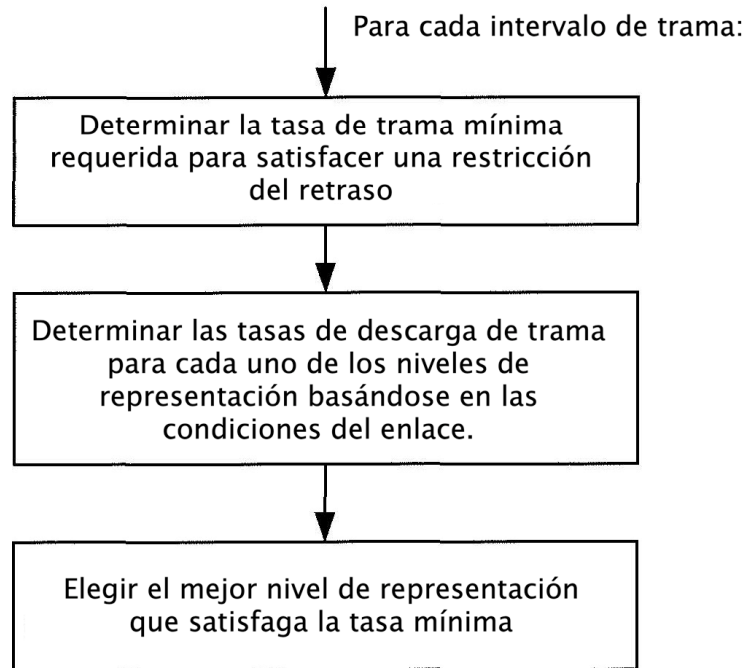 Para cada intervalo de trama:
Determinar la tasa de trama mínima
requerida para satisfacer una restricción
del retraso
Determinar las tasas de descarga de trama
para cada uno de los niveles de
representación basándose en las
condiciones del enlace.
Elegir el mejor nivel de representación
que satisfaga la tasa mínima